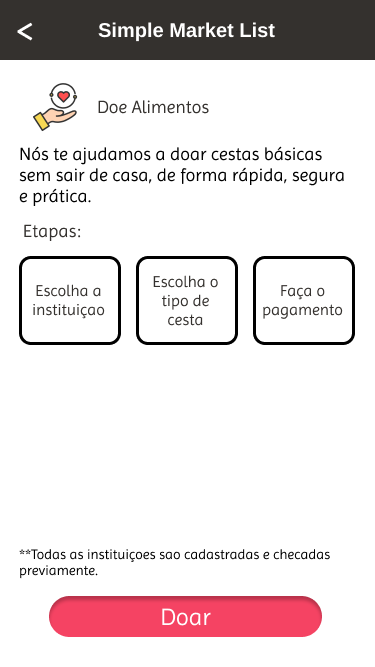 Simple Market List
Doe Alimentos
Nós te ajudamos a doar cestas básicas
sem sair de casa, de forma rápida, segura
e prática.
Etapas:
Escolha a
instituiçao
Escolha o
tipo de
cesta
Faça o
pagamento
**Todas as instituiçoes sao cadastradas e checadas
previamente.
Doar